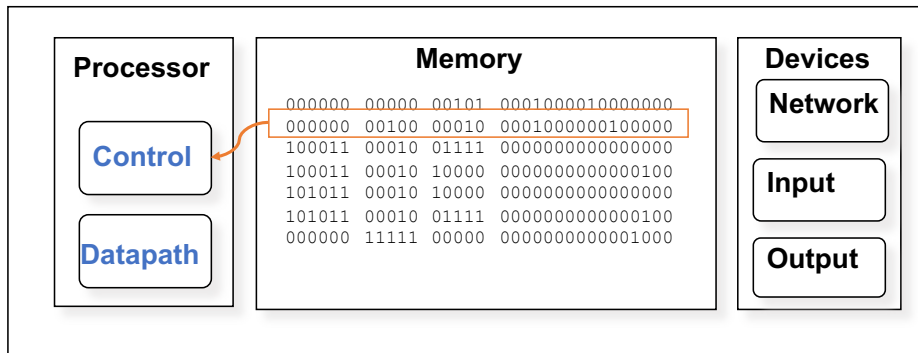 Processor
Control
Datapath
Memory
000000 00000 00101 0001000010000000
000000 00100 00010 0001000000100000
100011 00010 01111 0000000000000000
100011 00010 10000 0000000000000100
101011 00010 10000 0000000000000000
101011 00010 01111 0000000000000100
000000 11111 00000 0000000000001000
Devices
Network
Input
Output